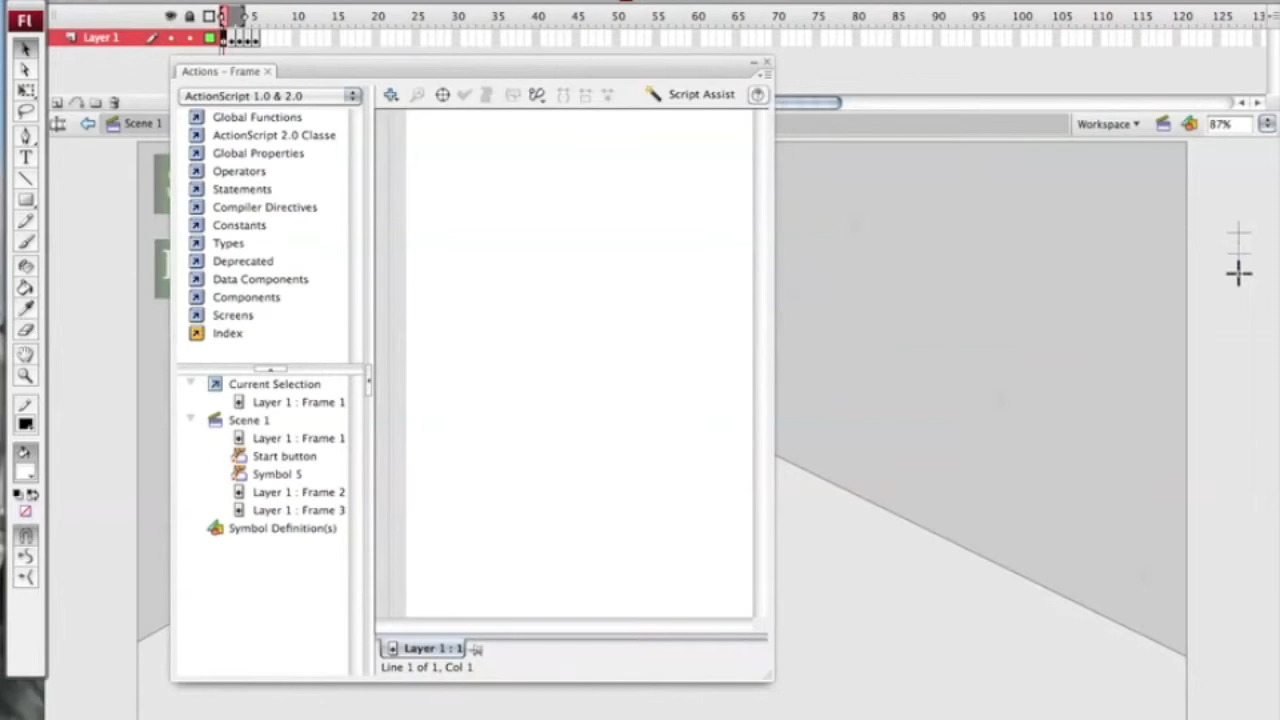 Fl
5 10 15 20 25 30 35 40 45 50 55 60 65 70 75 80 85 90 95 100 105 110 115 120 125 13
Layer 1
Actions - Frame ×
ActionScript 1.0 & 2.0
Script Assist
Scene 1
Workspace
87%
Global Functions
ActionScript 2.0 Classe
Global Properties
Operators
Statements
Compiler Directives
Constants
Types
Deprecated
Data Components
Components
Screens
Index
Current Selection
Layer 1 : Frame 1
Scene 1
Layer 1 : Frame 1
Start button
Symbol 5
Layer 1 : Frame 2
Layer 1 : Frame 3
Symbol Definition(s)
Layer 1 : 1
Line 1 of 1, Col 1
T